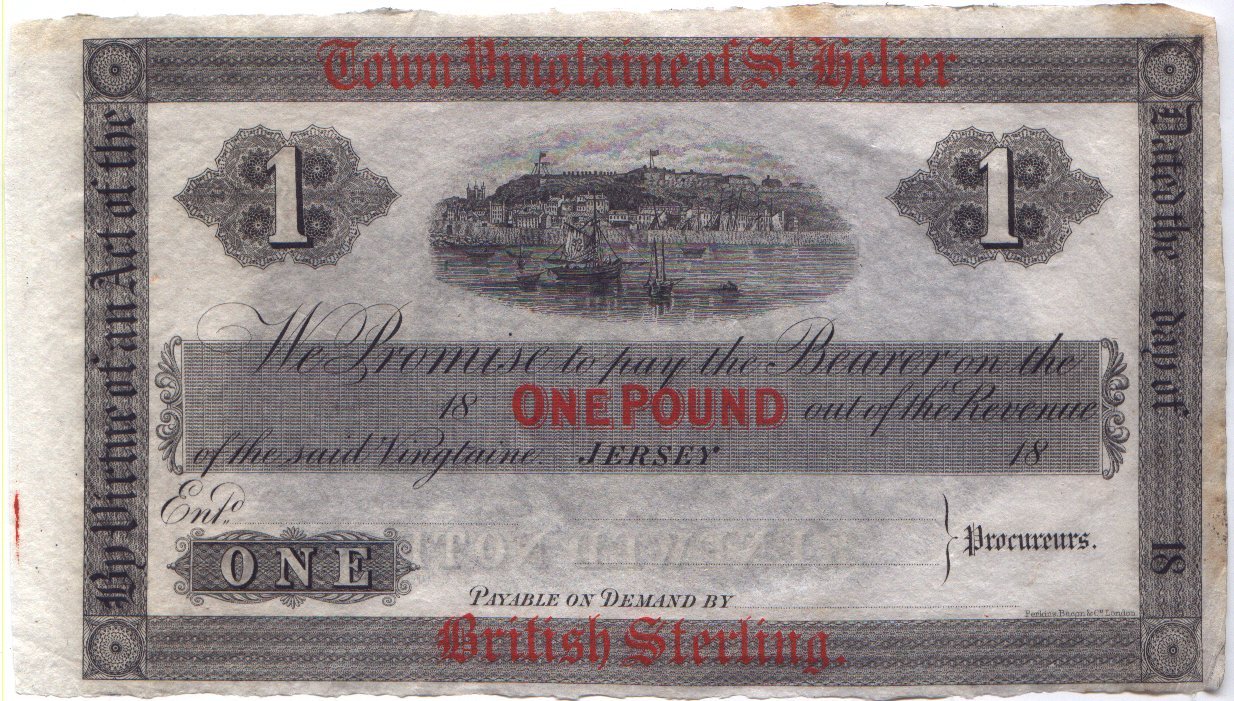 Town Vingtaine of St. Helier
By Virtue of an Act of the
Dated the day of 18
1
1
We Promise to pay the Bearer on the
18 ONE POUND out of the Revenue
of the said Vingtaine. JERSEY 18
Entd.
Procureurs.
ONE
PAYABLE ON DEMAND BY
Perkins, Bacon & Co. London
British Sterling.